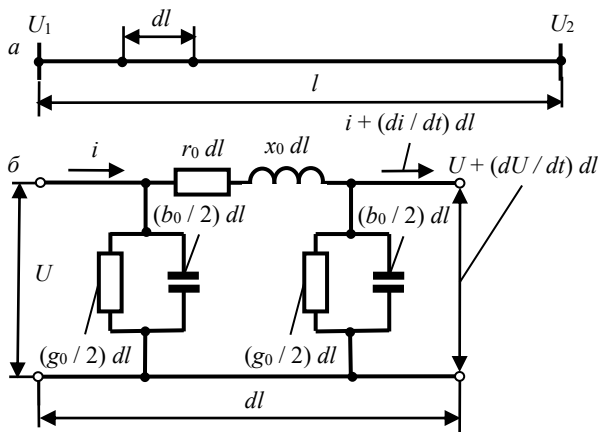 U₁ U₂
dl
а
l
i + (di / dt) dl
б i r₀ dl x₀ dl
U + (dU / dt) dl
(b₀ / 2) dl (b₀ / 2) dl
U
(g₀ / 2) dl (g₀ / 2) dl
dl